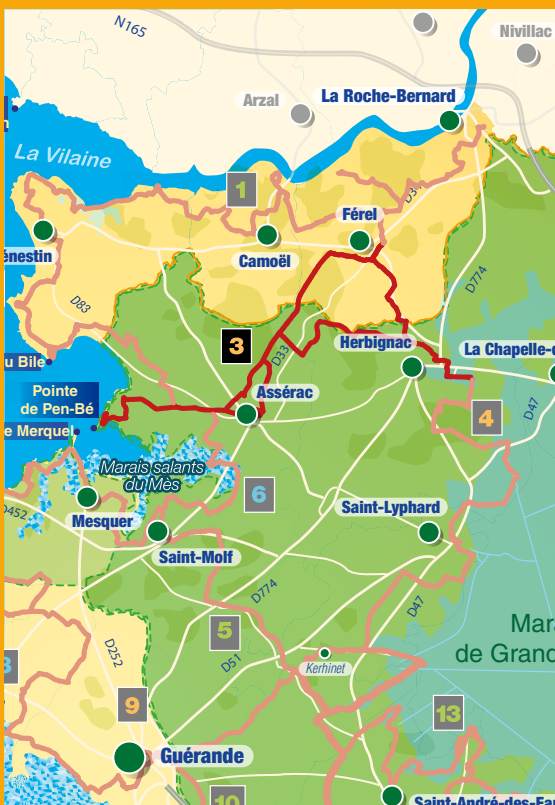 N165
Nivillac
Arzal
La Roche-Bernard
n
La Vilaine
1
D3
Férel
énestin
Camoël
D83
D774
3
D33
Herbignac
La Chapelle-d
u Bile
Pointe
de Pen-Bé
Assérac
D47
4
e Merquel
Marais salants
du Mès
6
D452
Mesquer
Saint-Lyphard
Saint-Molf
D774
D47
5
Mar
de Grand
D252
D51
Kerhinet
3
9
13
Guérande
10
Saint-André-des-Ea